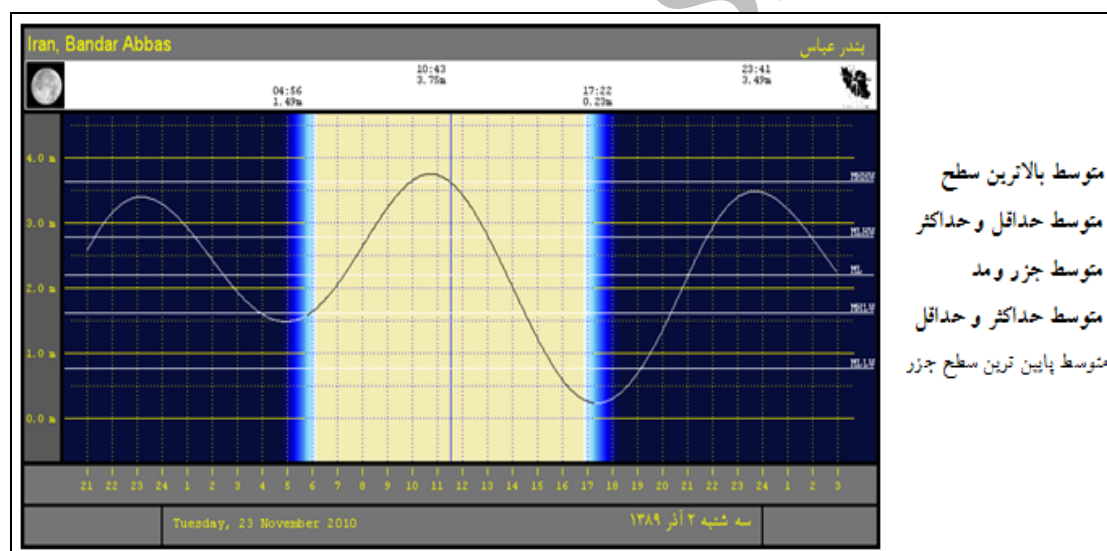 Iran, Bandar Abbas
بندر عباس
10:43
3.75m
23:41
3.49m
04:56
1.49m
17:22
0.23m
4.0 m
3.0 m
2.0 m
1.0 m
0.0 m
MHHW
MLHW
ML
MHLW
MLLW
متوسط بالاترین سطح
متوسط حداقل و حداکثر
متوسط جزر و مد
متوسط حداکثر و حداقل
متوسط پایین ترین سطح جزر
21 22 23 24 1 2 3 4 5 6 7 8 9 10 11 12 13 14 15 16 17 18 19 20 21 22 23 24 1 2 3
Tuesday, 23 November 2010
سه شنبه ۲ آذر ۱۳۸۹